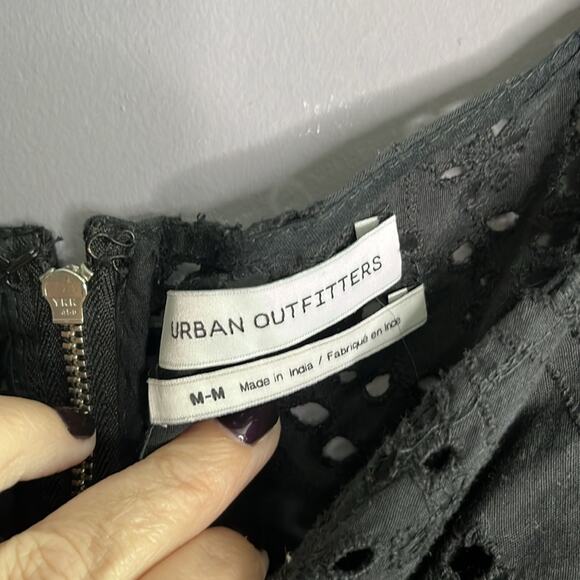 YKK
URBAN OUTFITTERS
M-M Made in India / Fabriqué en Inde